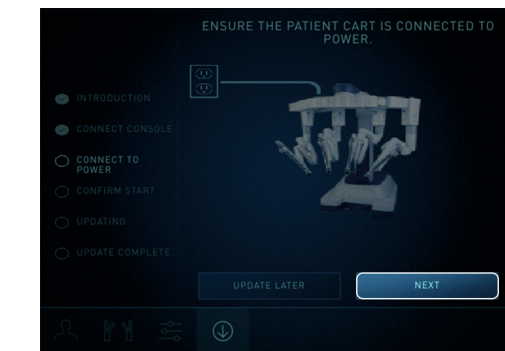 ENSURE THE PATIENT CART IS CONNECTED TO
POWER.
INTRODUCTION
CONNECT CONSOLE
CONNECT TO
POWER
CONFIRM START
UPDATING
UPDATE COMPLETE
UPDATE LATER
NEXT